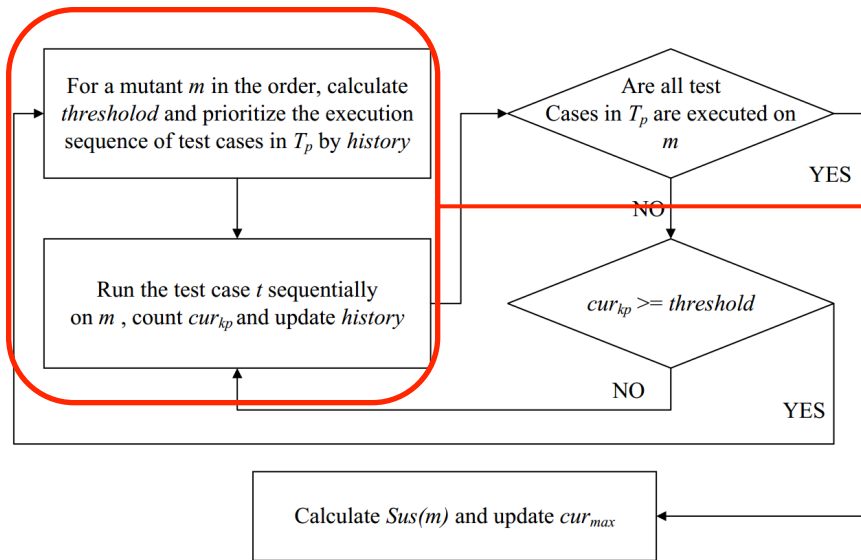 For a mutant m in the order, calculate
thresholod and prioritize the execution
sequence of test cases in Tp by history
Are all test
Cases in Tp are executed on
m
YES
NO
Run the test case t sequentially
on m , count curkp and update history
curkp >= threshold
NO
YES
Calculate Sus(m) and update curmax